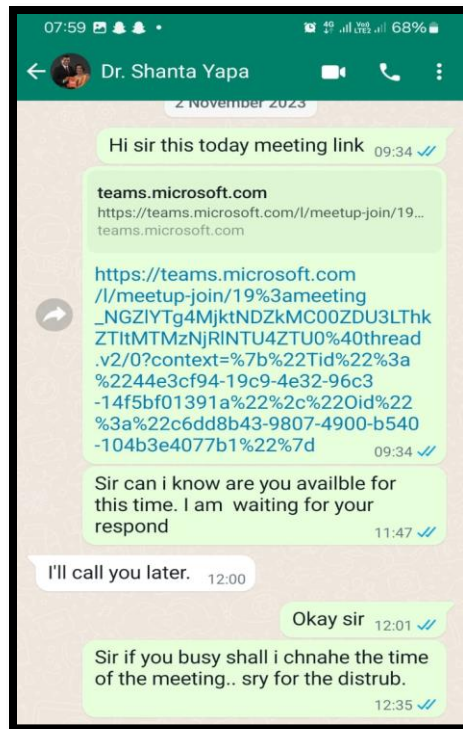 07:59 68%
Dr. Shanta Yapa
2 November 2023
Hi sir this today meeting link 09:34
teams.microsoft.com
https://teams.microsoft.com/l/meetup-join/19...
teams.microsoft.com
https://teams.microsoft.com
/l/meetup-join/19%3ameeting
_NGZlYTg4MjktNDZkMC00ZDU3LThk
ZTItMTMzNjRlNTU4ZTU0%40thread
.v2/0?context=%7b%22Tid%22%3a
%2244e3cf94-19c9-4e32-96c3
-14f5bf01391a%22%2c%22Oid%22
%3a%22c6dd8b43-9807-4900-b540
-104b3e4077b1%22%7d
09:34
Sir can i know are you availble for
this time. I am waiting for your
respond
11:47
I'll call you later. 12:00
Okay sir 12:01
Sir if you busy shall i chnahe the time
of the meeting.. sry for the distrub.
12:35